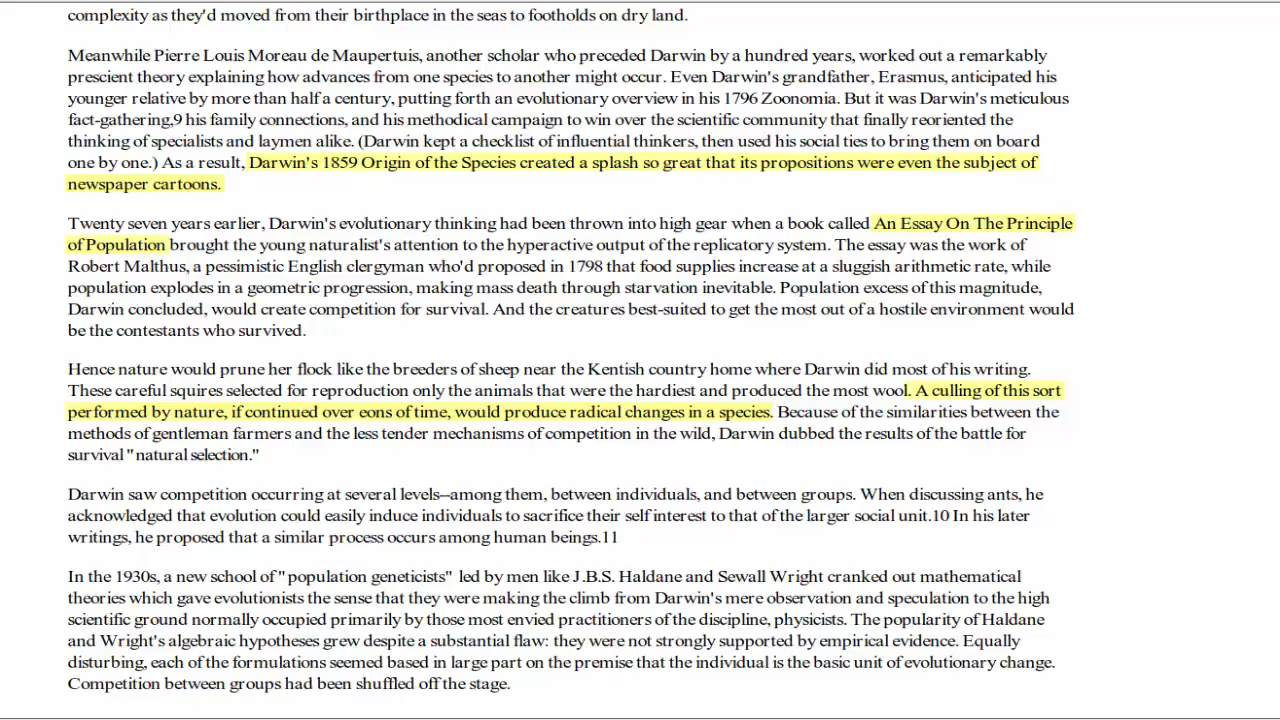 complexity as they'd moved from their birthplace in the seas to footholds on dry land.
Meanwhile Pierre Louis Moreau de Maupertuis, another scholar who preceded Darwin by a hundred years, worked out a remarkably
prescient theory explaining how advances from one species to another might occur. Even Darwin's grandfather, Erasmus, anticipated his
younger relative by more than half a century, putting forth an evolutionary overview in his 1796 Zoonomia. But it was Darwin's meticulous
fact-gathering,9 his family connections, and his methodical campaign to win over the scientific community that finally reoriented the
thinking of specialists and laymen alike. (Darwin kept a checklist of influential thinkers, then used his social ties to bring them on board
one by one.) As a result, Darwin's 1859 Origin of the Species created a splash so great that its propositions were even the subject of
newspaper cartoons.
Twenty seven years earlier, Darwin's evolutionary thinking had been thrown into high gear when a book called An Essay On The Principle
of Population brought the young naturalist's attention to the hyperactive output of the replicatory system. The essay was the work of
Robert Malthus, a pessimistic English clergyman who'd proposed in 1798 that food supplies increase at a sluggish arithmetic rate, while
population explodes in a geometric progression, making mass death through starvation inevitable. Population excess of this magnitude,
Darwin concluded, would create competition for survival. And the creatures best-suited to get the most out of a hostile environment would
be the contestants who survived.
Hence nature would prune her flock like the breeders of sheep near the Kentish country home where Darwin did most of his writing.
These careful squires selected for reproduction only the animals that were the hardiest and produced the most wool. A culling of this sort
performed by nature, if continued over eons of time, would produce radical changes in a species. Because of the similarities between the
methods of gentleman farmers and the less tender mechanisms of competition in the wild, Darwin dubbed the results of the battle for
survival "natural selection."
Darwin saw competition occurring at several levels--among them, between individuals, and between groups. When discussing ants, he
acknowledged that evolution could easily induce individuals to sacrifice their self interest to that of the larger social unit.10 In his later
writings, he proposed that a similar process occurs among human beings.11
In the 1930s, a new school of "population geneticists" led by men like J.B.S. Haldane and Sewall Wright cranked out mathematical
theories which gave evolutionists the sense that they were making the climb from Darwin's mere observation and speculation to the high
scientific ground normally occupied primarily by those most envied practitioners of the discipline, physicists. The popularity of Haldane
and Wright's algebraic hypotheses grew despite a substantial flaw: they were not strongly supported by empirical evidence. Equally
disturbing, each of the formulations seemed based in large part on the premise that the individual is the basic unit of evolutionary change.
Competition between groups had been shuffled off the stage.